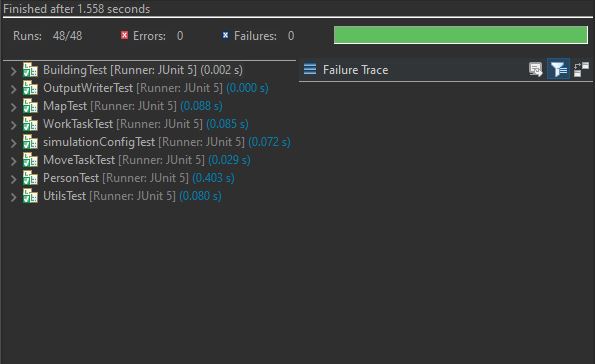 Finished after 1.558 seconds
Runs: 48/48 Errors: 0 Failures: 0
BuildingTest [Runner: JUnit 5] (0.002 s)
Failure Trace
OutputWriterTest [Runner: JUnit 5] (0.000 s)
MapTest [Runner: JUnit 5] (0.088 s)
WorkTaskTest [Runner: JUnit 5] (0.085 s)
simulationConfigTest [Runner: JUnit 5] (0.072 s)
MoveTaskTest [Runner: JUnit 5] (0.029 s)
PersonTest [Runner: JUnit 5] (0.403 s)
UtilsTest [Runner: JUnit 5] (0.080 s)